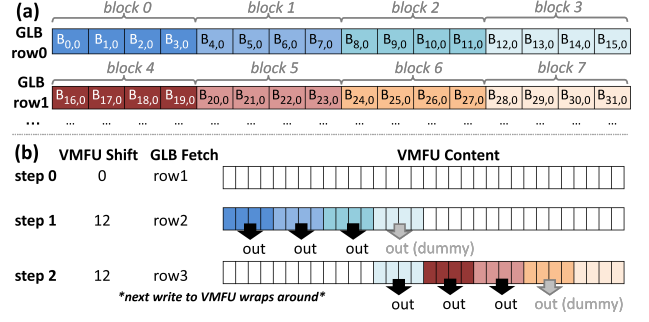 (a) block 0 block 1 block 2 block 3
GLB row0 B0,0 B1,0 B2,0 B3,0 B4,0 B5,0 B6,0 B7,0 B8,0 B9,0 B10,0 B11,0 B12,0 B13,0 B14,0 B15,0
block 4 block 5 block 6 block 7
GLB row1 B16,0 B17,0 B18,0 B19,0 B20,0 B21,0 B22,0 B23,0 B24,0 B25,0 B26,0 B27,0 B28,0 B29,0 B30,0 B31,0
... ... ... ... ... ... ... ... ... ... ... ... ... ... ... ... ...
(b) VMFU Shift GLB Fetch VMFU Content
step 0 0 row1
step 1 12 row2
out out out out (dummy)
step 2 12 row3
*next write to VMFU wraps around*
out out out out (dummy)